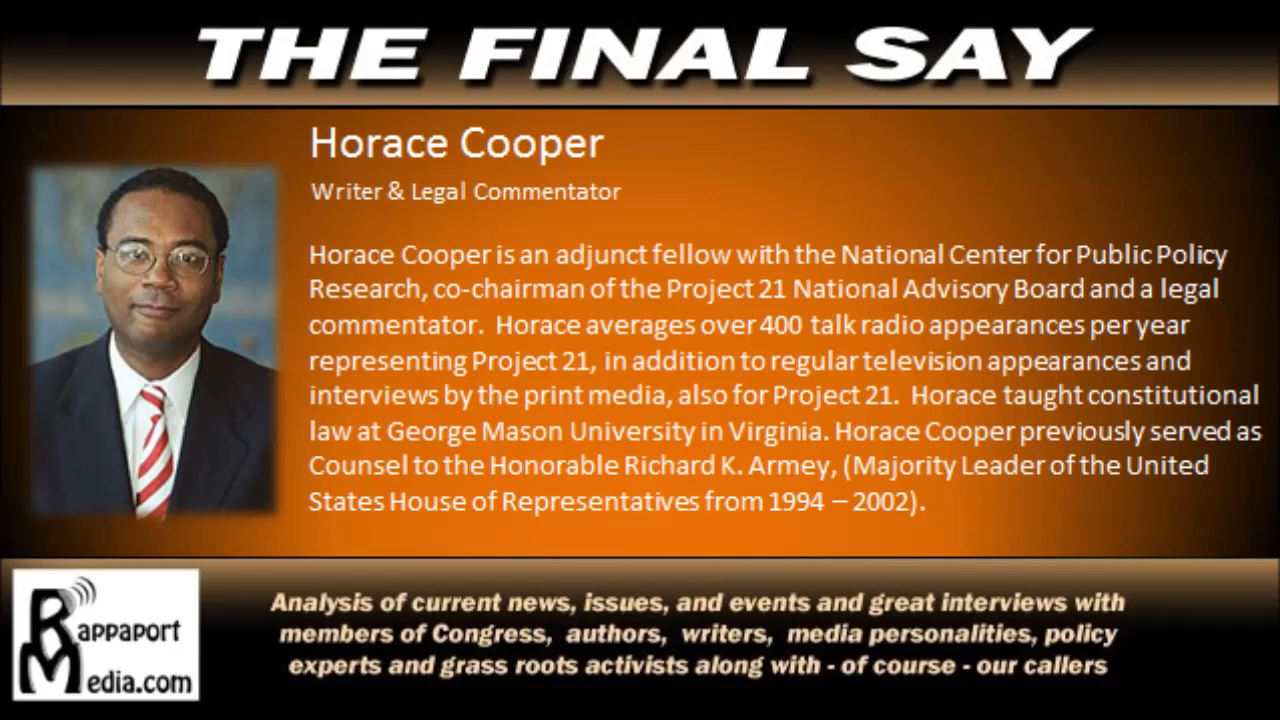 THE FINAL SAY
Horace Cooper
Writer & Legal Commentator
Horace Cooper is an adjunct fellow with the National Center for Public Policy
Research, co-chairman of the Project 21 National Advisory Board and a legal
commentator. Horace averages over 400 talk radio appearances per year
representing Project 21, in addition to regular television appearances and
interviews by the print media, also for Project 21. Horace taught constitutional
law at George Mason University in Virginia. Horace Cooper previously served as
Counsel to the Honorable Richard K. Armey, (Majority Leader of the United
States House of Representatives from 1994 – 2002).
Rappaport
Media.com
Analysis of current news, issues, and events and great interviews with
members of Congress, authors, writers, media personalities, policy
experts and grass roots activists along with - of course - our callers